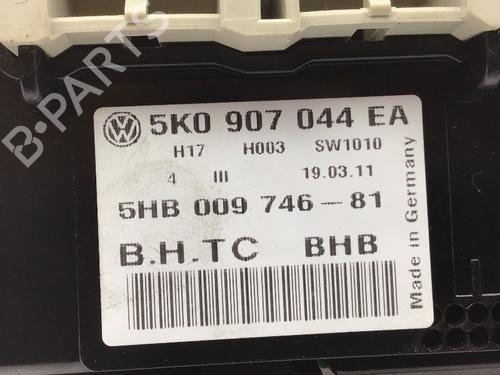 B-PARTS
5K0 907 044 EA
H17 H003 SW1010
4 III 19.03.11
5HB 009 746-81
B.H.TC BHB
Made in Germany